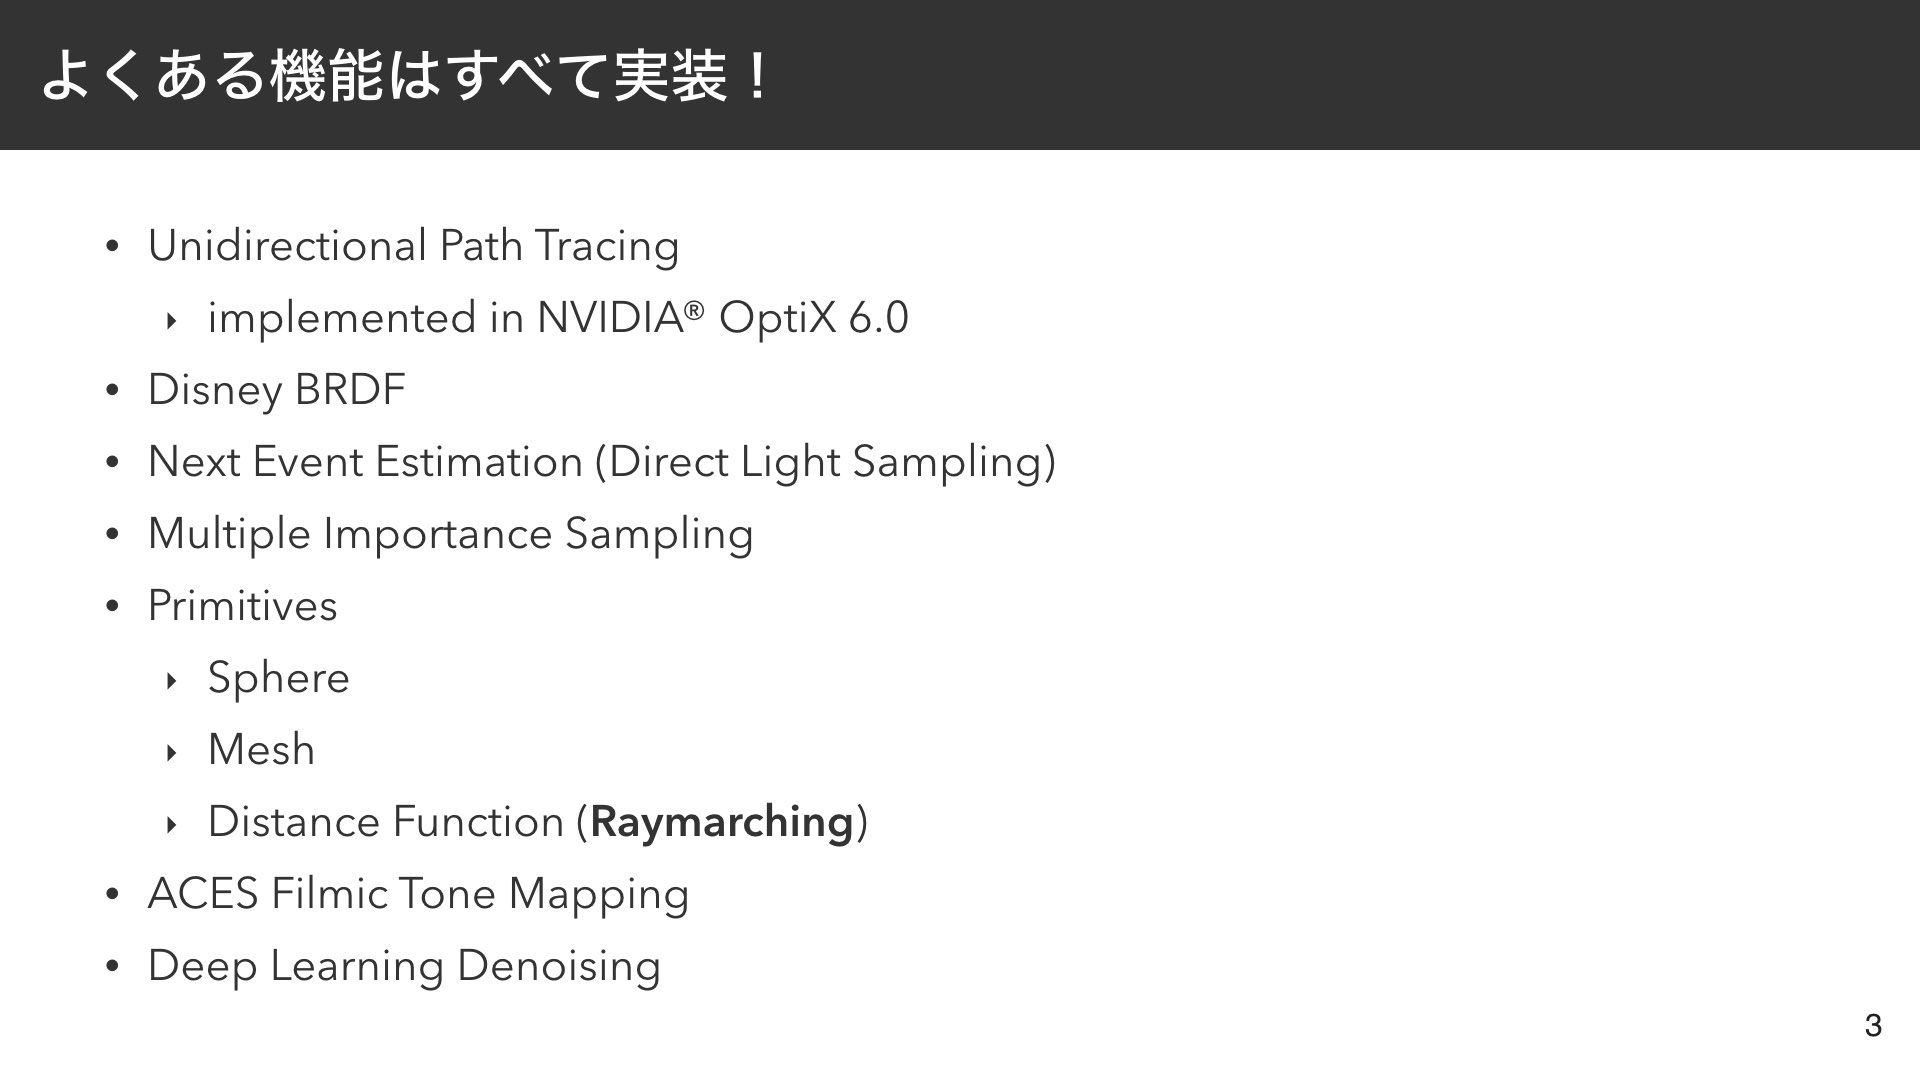 よくある機能はすべて実装！
• Unidirectional Path Tracing
‣ implemented in NVIDIA® OptiX 6.0
• Disney BRDF
• Next Event Estimation (Direct Light Sampling)
• Multiple Importance Sampling
• Primitives
‣ Sphere
‣ Mesh
‣ Distance Function (Raymarching)
• ACES Filmic Tone Mapping
• Deep Learning Denoising
3